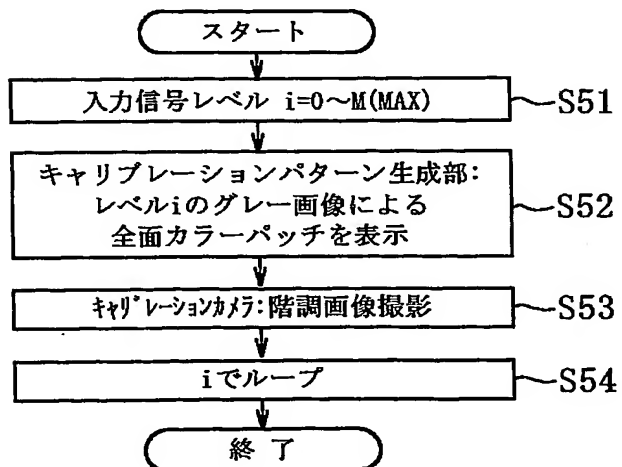 スタート
入力信号レベル i=0～M(MAX)
S51
キャリブレーションパターン生成部:
レベルiのグレー画像による
全面カラーパッチを表示
S52
ｷｬﾘﾞﾚｰｼｮﾝｶﾒﾗ:階調画像撮影
S53
iでループ
S54
終 了